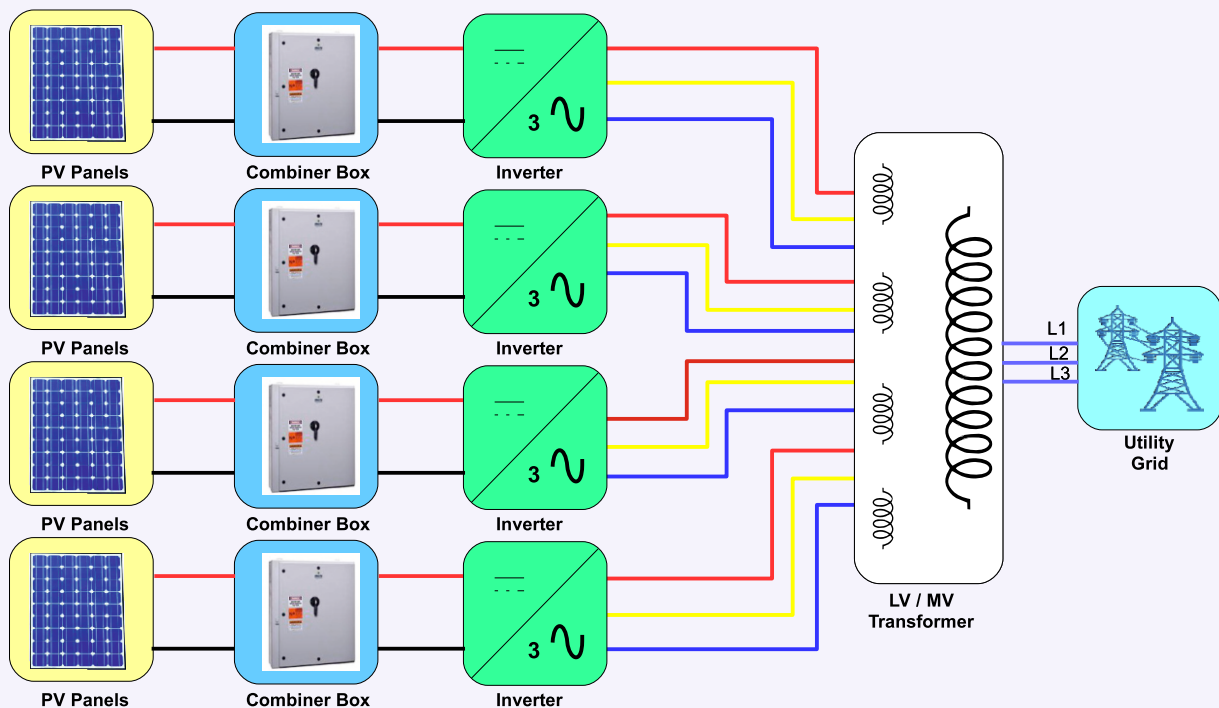 3
PV Panels
Combiner Box
Inverter
3
PV Panels
Combiner Box
Inverter
3
PV Panels
Combiner Box
Inverter
3
PV Panels
Combiner Box
Inverter
LV / MV
Transformer
L1
L2
L3
Utility
Grid